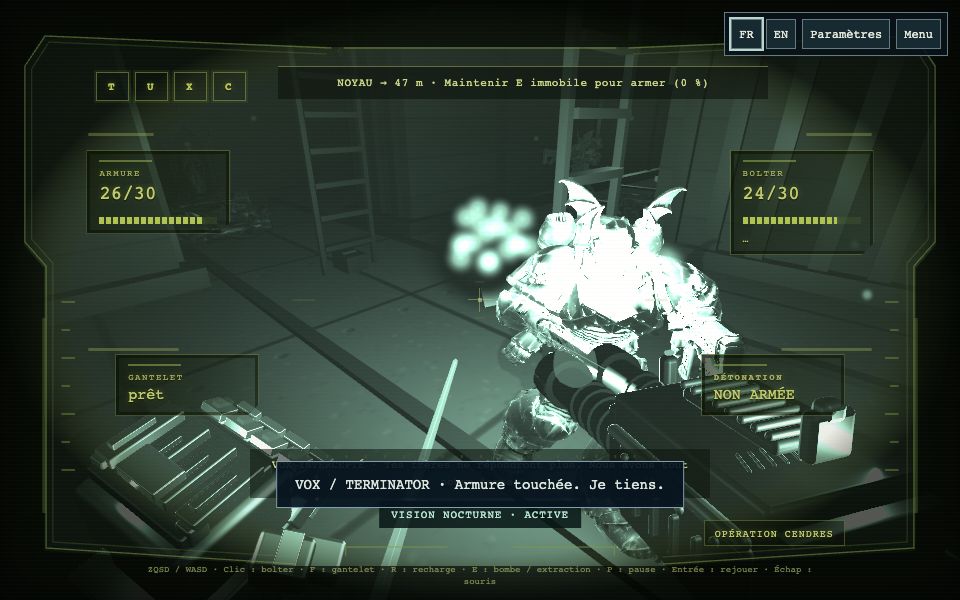 FR EN Paramètres Menu
T U X C
NOYAU → 47 m · Maintenir E immobile pour armer (0 %)
ARMURE
26/30
BOLTER
24/30
…
GANTELET
prêt
DÉTONATION
NON ARMÉE
VOX / TERMINATOR · Armure touchée. Je tiens.
VISION NOCTURNE · ACTIVE
OPÉRATION CENDRES
ZQSD / WASD · Clic : bolter · F : gantelet · R : recharge · E : bombe / extraction · P : pause · Entrée : rejouer · Échap :
souris